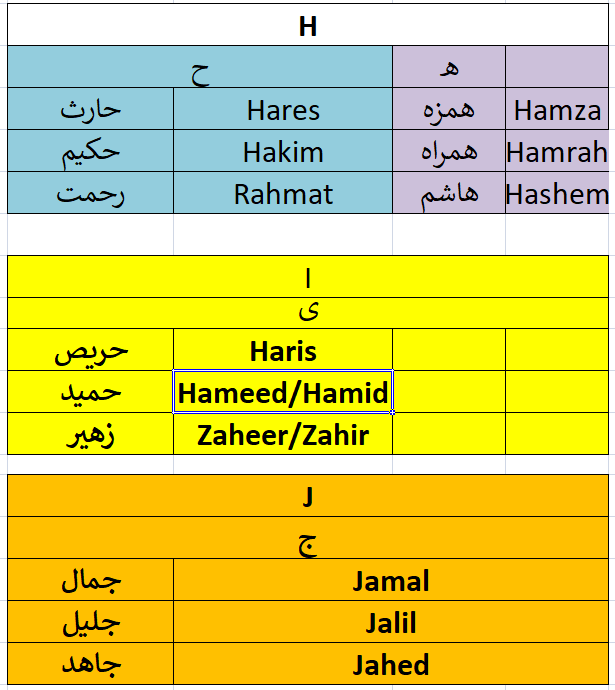 H
ح ه
حارث Hares همزه Hamza
حکیم Hakim همراه Hamrah
رحمت Rahmat هاشم Hashem
I
ی
حریص Haris
حمید Hameed/Hamid
زهیر Zaheer/Zahir
J
ج
جمال Jamal
جلیل Jalil
جاهد Jahed